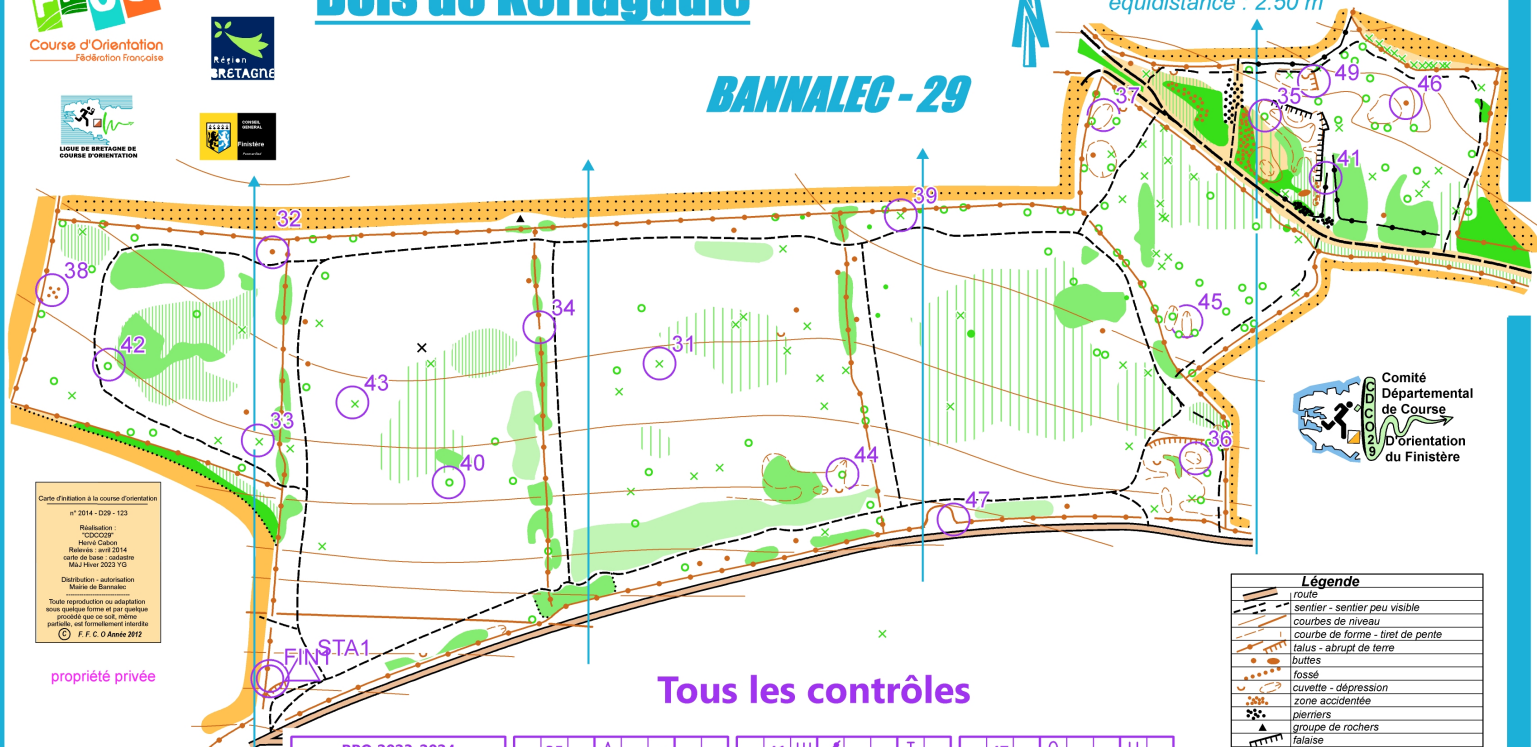 Course d'Orientation
Fédération Française
Région
BRETAGNE
LIGUE DE BRETAGNE DE
COURSE D'ORIENTATION
CONSEIL
GENERAL
Finistère
équidistance : 2.50 m
BANNALEC - 29
37
35
49
46
41
39
32
38
34
31
45
42
43
33
40
44
36
47
STA1
FIN1
Comité
Départemental
de Course
D'orientation
du Finistère
CDCO29
Carte d'initiation à la course d'orientation
n° 2014 - D29 - 123
Réalisation :
"CDCO29"
Hervé Cabon
Relevés : avril 2014
carte de base : cadastre
MàJ Hiver 2023 YG
Distribution - autorisation
Mairie de Bannalec
Toute reproduction ou adaptation
sous quelque forme et par quelque
procédé que ce soit, même
partielle, est formellement interdite
© F. F. C. O Année 2012
propriété privée
Tous les contrôles
Légende
route
sentier - sentier peu visible
courbes de niveau
courbe de forme - tiret de pente
talus - abrupt de terre
buttes
fossé
cuvette - dépression
zone accidentée
pierriers
groupe de rochers
falaise